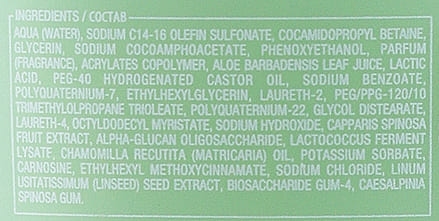 INGREDIENTS / СОСТАВ
AQUA (WATER), SODIUM C14-16 OLEFIN SULFONATE, COCAMIDOPROPYL BETAINE,
GLYCERIN, SODIUM COCOAMPHOACETATE, PHENOXYETHANOL, PARFUM
(FRAGRANCE), ACRYLATES COPOLYMER, ALOE BARBADENSIS LEAF JUICE, LACTIC
ACID, PEG-40 HYDROGENATED CASTOR OIL, SODIUM BENZOATE,
POLYQUATERNIUM-7, ETHYLHEXYLGLYCERIN, LAURETH-2, PEG/PPG-120/10
TRIMETHYLOLPROPANE TRIOLEATE, POLYQUATERNIUM-22, GLYCOL DISTEARATE,
LAURETH-4, OCTYLDODECYL MYRISTATE, SODIUM HYDROXIDE, CAPPARIS SPINOSA
FRUIT EXTRACT, ALPHA-GLUCAN OLIGOSACCHARIDE, LACTOCOCCUS FERMENT
LYSATE, CHAMOMILLA RECUTITA (MATRICARIA) OIL, POTASSIUM SORBATE,
CARNOSINE, ETHYLHEXYL METHOXYCINNAMATE, SODIUM CHLORIDE, LINUM
USITATISSIMUM (LINSEED) SEED EXTRACT, BIOSACCHARIDE GUM-4, CAESALPINIA
SPINOSA GUM.